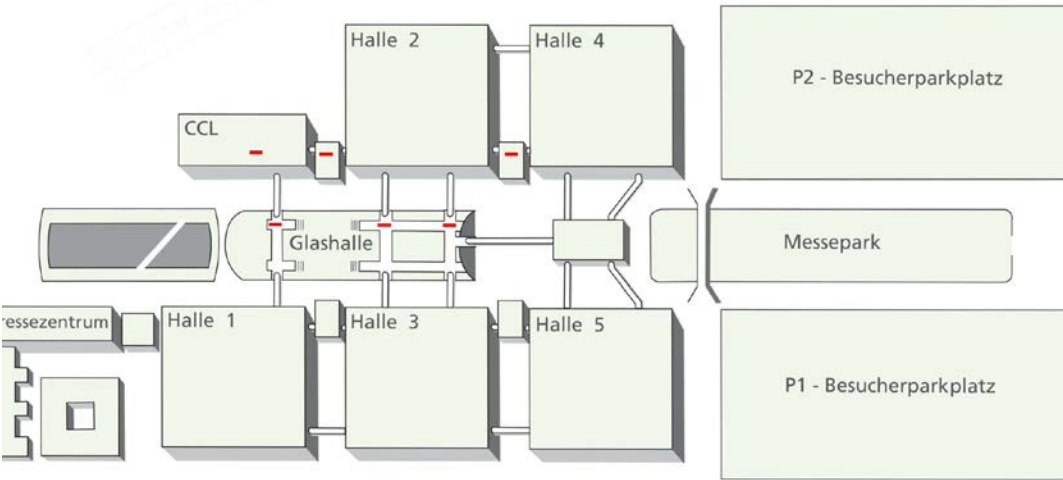 Halle 2
Halle 4
P2 - Besucherparkplatz
CCL
Glashalle
Messepark
ressezentrum
Halle 1
Halle 3
Halle 5
P1 - Besucherparkplatz